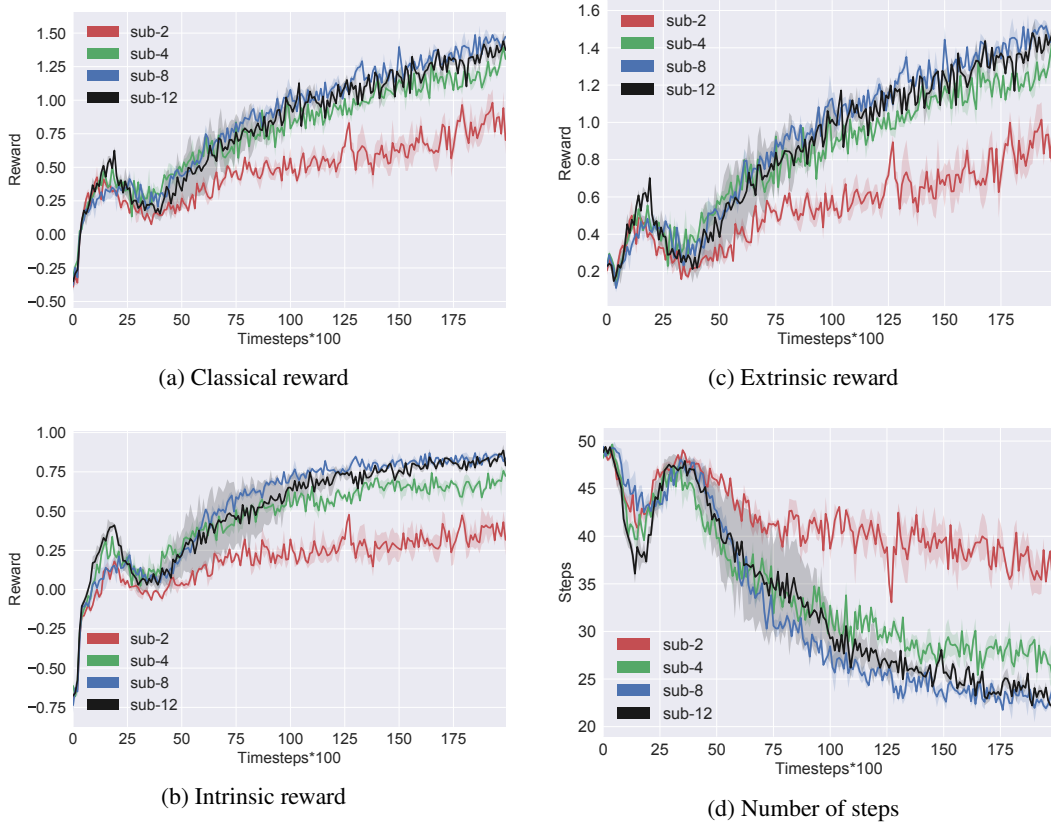 1.50
1.25
1.00
0.75
0.50
0.25
0.00
−0.25
−0.50
Reward
sub-2
sub-4
sub-8
sub-12
0 25 50 75 100 125 150 175
Timesteps*100
(a) Classical reward
1.6
1.4
1.2
1.0
0.8
0.6
0.4
0.2
Reward
sub-2
sub-4
sub-8
sub-12
0 25 50 75 100 125 150 175
Timesteps*100
(c) Extrinsic reward
1.00
0.75
0.50
0.25
0.00
−0.25
−0.50
−0.75
Reward
sub-2
sub-4
sub-8
sub-12
0 25 50 75 100 125 150 175
Timesteps*100
(b) Intrinsic reward
50
45
40
35
30
25
20
Steps
sub-2
sub-4
sub-8
sub-12
0 25 50 75 100 125 150 175
Timesteps*100
(d) Number of steps